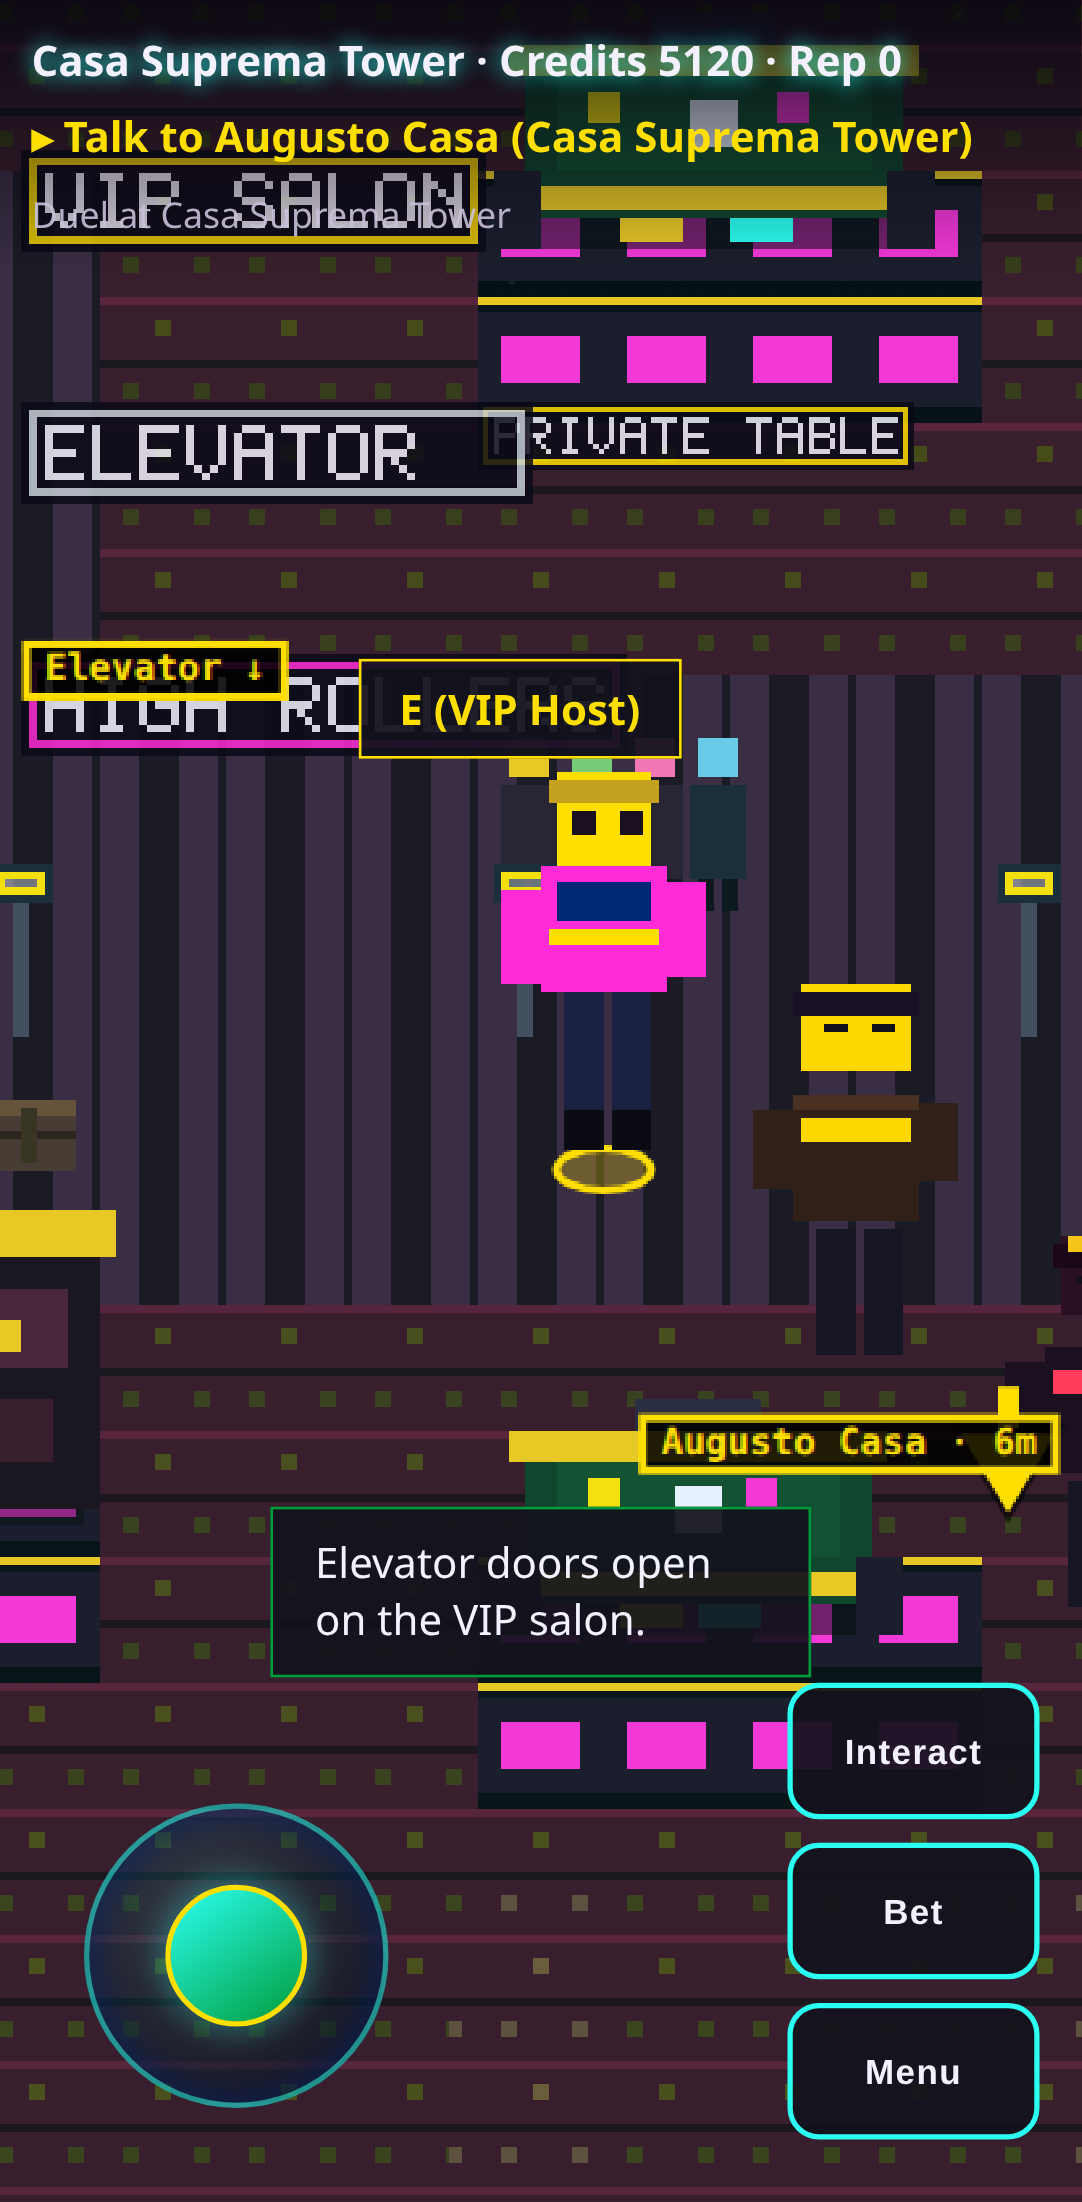 Casa Suprema Tower · Credits 5120 · Rep 0
▸ Talk to Augusto Casa (Casa Suprema Tower)
VIP SALON
Duel at Casa Suprema Tower
ELEVATOR
PRIVATE TABLE
Elevator ↓
HIGH ROLLERS
E (VIP Host)
Augusto Casa · 6m
Elevator doors open
on the VIP salon.
Interact
Bet
Menu